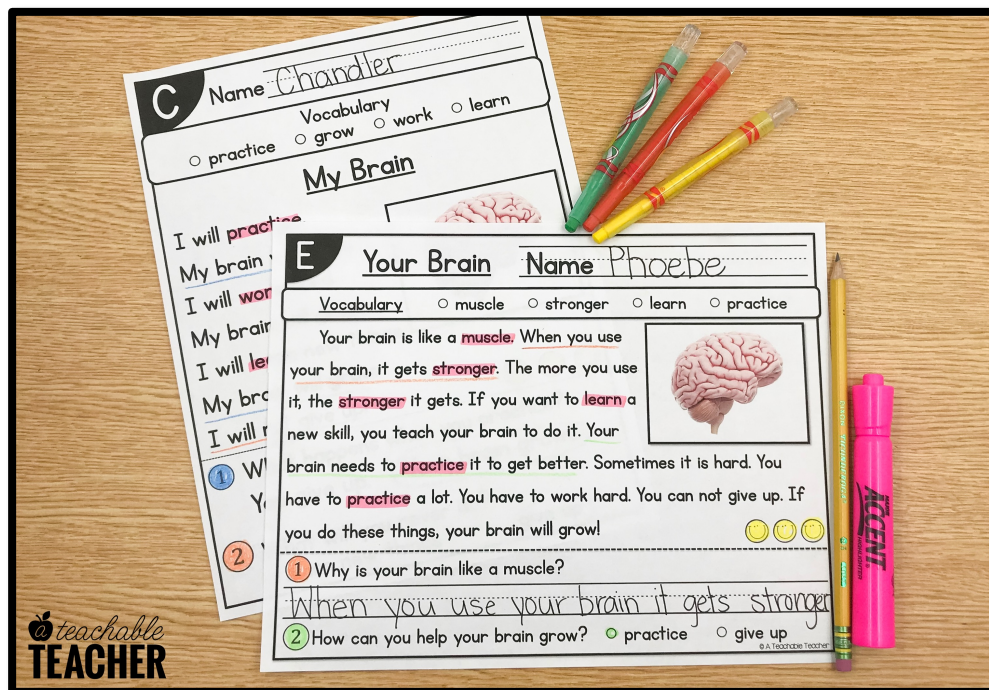 C Name Chandler
Vocabulary
practice grow work learn
My Brain
I will practice
My brain
I will
My brain
I will
My
I will
1
2
E Your Brain Name Phoebe
Vocabulary muscle stronger learn practice
Your brain is like a muscle. When you use
your brain, it gets stronger. The more you use
it, the stronger it gets. If you want to learn a
new skill, you teach your brain to do it. Your
brain needs to practice it to get better. Sometimes it is hard. You
have to practice a lot. You have to work hard. You can not give up. If
you do these things, your brain will grow!
1 Why is your brain like a muscle?
When you use your brain it gets stronger
2 How can you help your brain grow? practice give up
© A Teachable Teacher
ACCENT
HIGHLIGHTER
a teachable
TEACHER